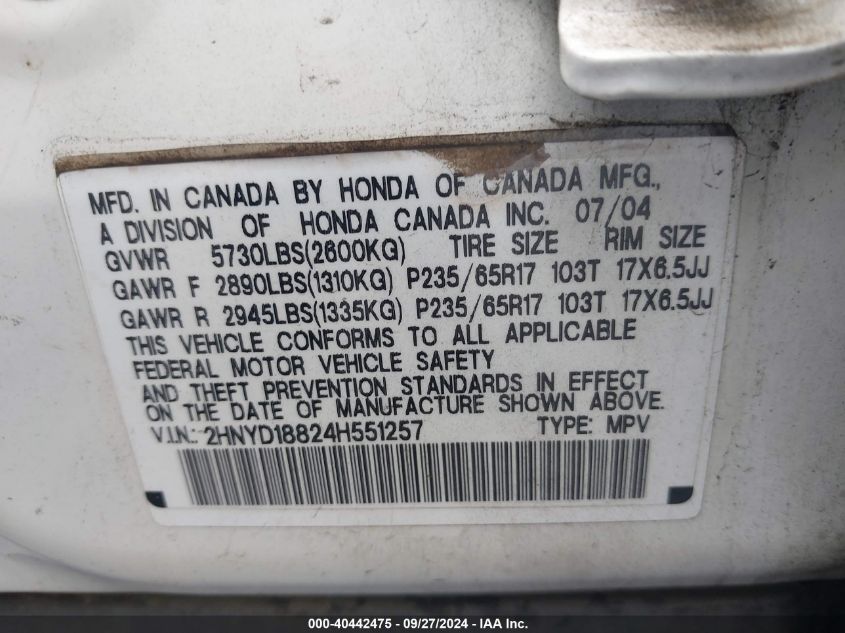 MFD. IN CANADA BY HONDA OF CANADA MFG.,
A DIVISION OF HONDA CANADA INC. 07/04
GVWR 5730LBS(2600KG) TIRE SIZE RIM SIZE
GAWR F 2890LBS(1310KG) P235/65R17 103T 17X6.5JJ
GAWR R 2945LBS(1335KG) P235/65R17 103T 17X6.5JJ
THIS VEHICLE CONFORMS TO ALL APPLICABLE
FEDERAL MOTOR VEHICLE SAFETY
AND THEFT PREVENTION STANDARDS IN EFFECT
ON THE DATE OF MANUFACTURE SHOWN ABOVE.
V.I.N.: 2HNYD18824H551257 TYPE: MPV
000-40442475 — 09/27/2024 — IAA Inc.